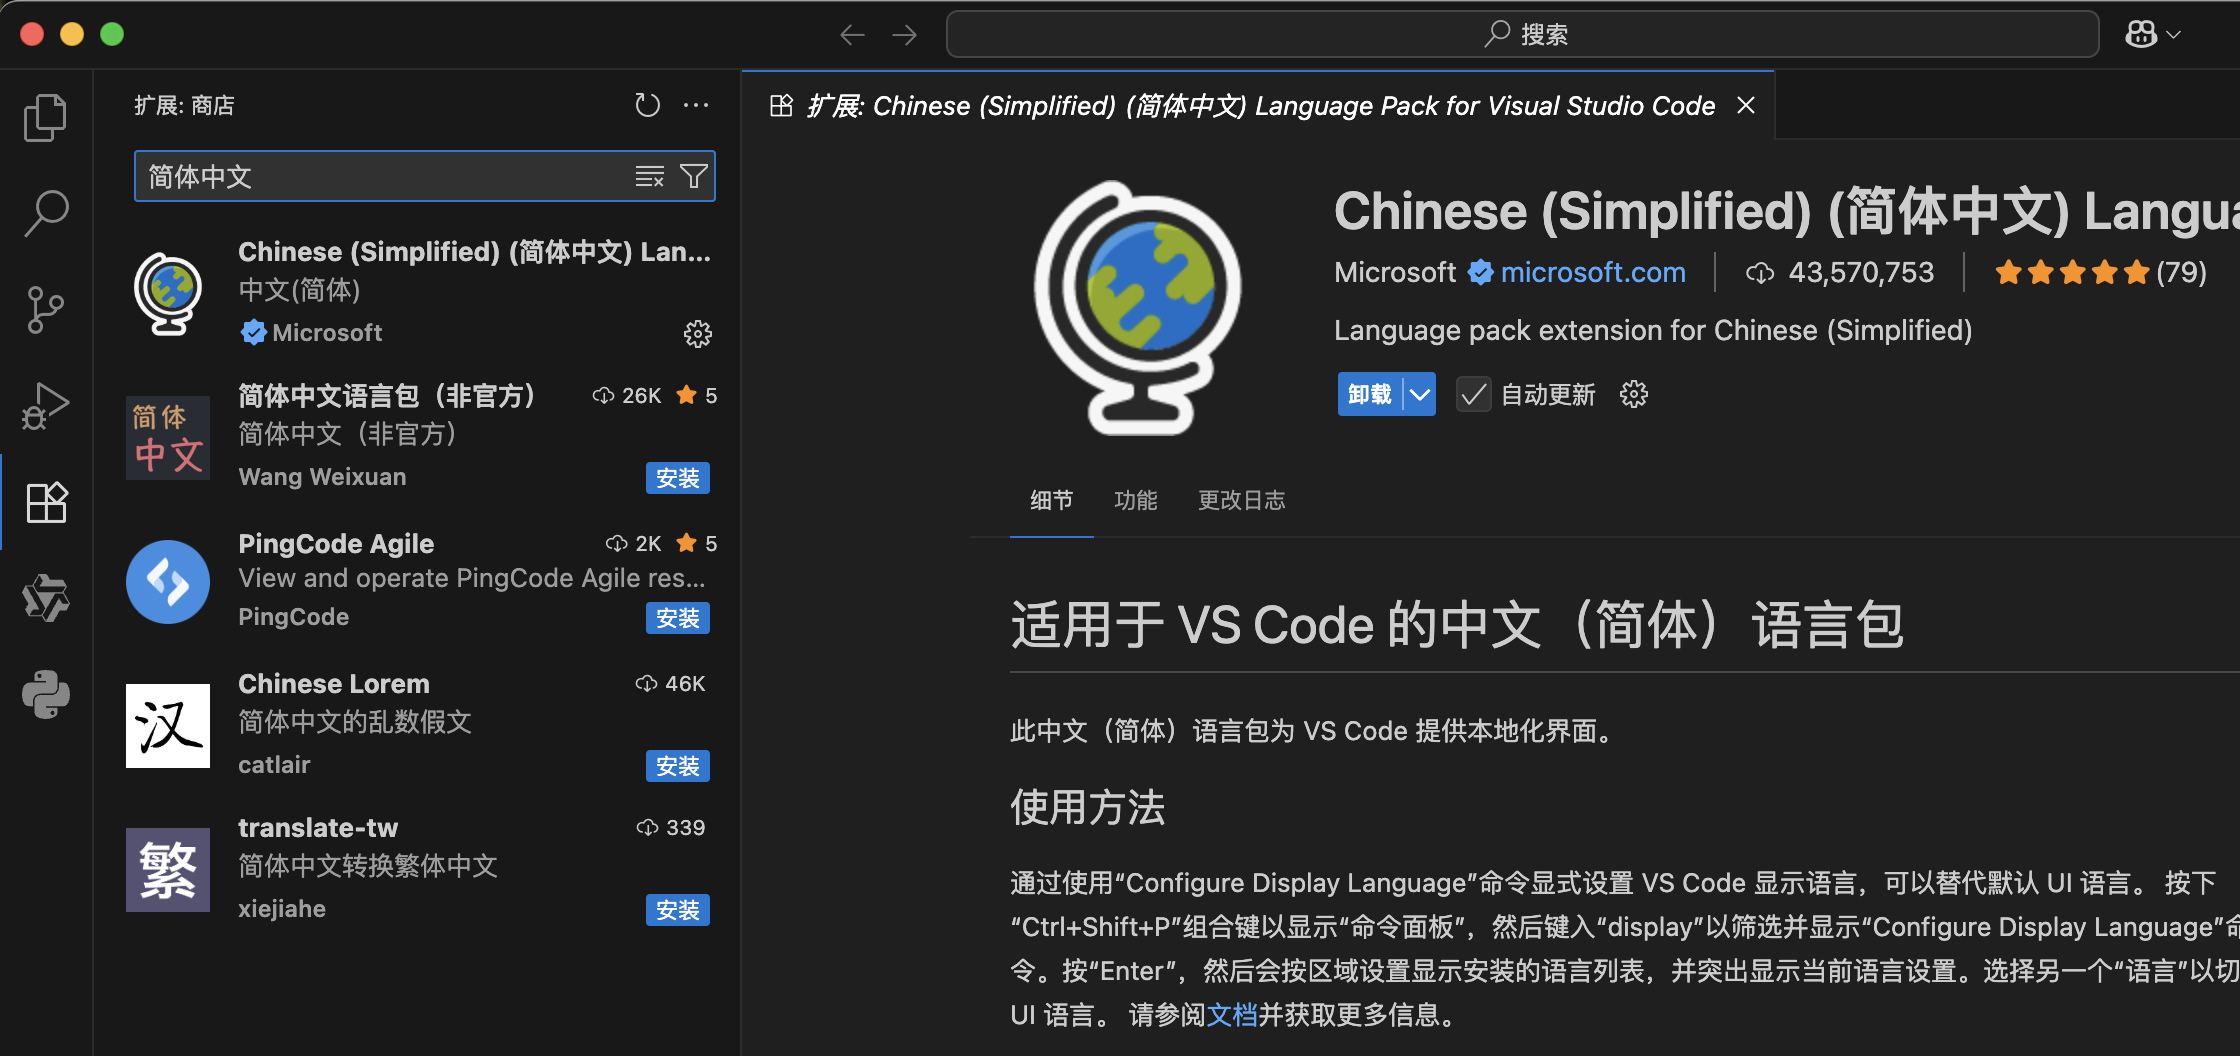 搜索
扩展: 商店
简体中文
Chinese (Simplified) (简体中文) Lan...
中文(简体)
Microsoft
简体
中文
简体中文语言包（非官方） 26K 5
简体中文（非官方）
Wang Weixuan 安装
PingCode Agile 2K 5
View and operate PingCode Agile res...
PingCode 安装
汉
Chinese Lorem 46K
简体中文的乱数假文
catlair 安装
繁
translate-tw 339
简体中文转换繁体中文
xiejiahe 安装
扩展: Chinese (Simplified) (简体中文) Language Pack for Visual Studio Code
Chinese (Simplified) (简体中文) Langua
Microsoft microsoft.com 43,570,753 (79)
Language pack extension for Chinese (Simplified)
卸载 自动更新
细节 功能 更改日志
适用于 VS Code 的中文（简体）语言包
此中文（简体）语言包为 VS Code 提供本地化界面。
使用方法
通过使用“Configure Display Language”命令显式设置 VS Code 显示语言，可以替代默认 UI 语言。 按下
“Ctrl+Shift+P”组合键以显示“命令面板”，然后键入“display”以筛选并显示“Configure Display Language”命
令。按“Enter”，然后会按区域设置显示安装的语言列表，并突出显示当前语言设置。选择另一个“语言”以切
UI 语言。 请参阅文档并获取更多信息。